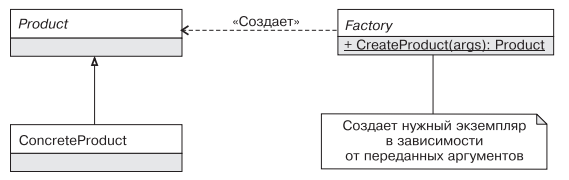 Product
«Создает»
Factory
+ CreateProduct(args): Product
ConcreteProduct
Создает нужный экземпляр
в зависимости
от переданных аргументов